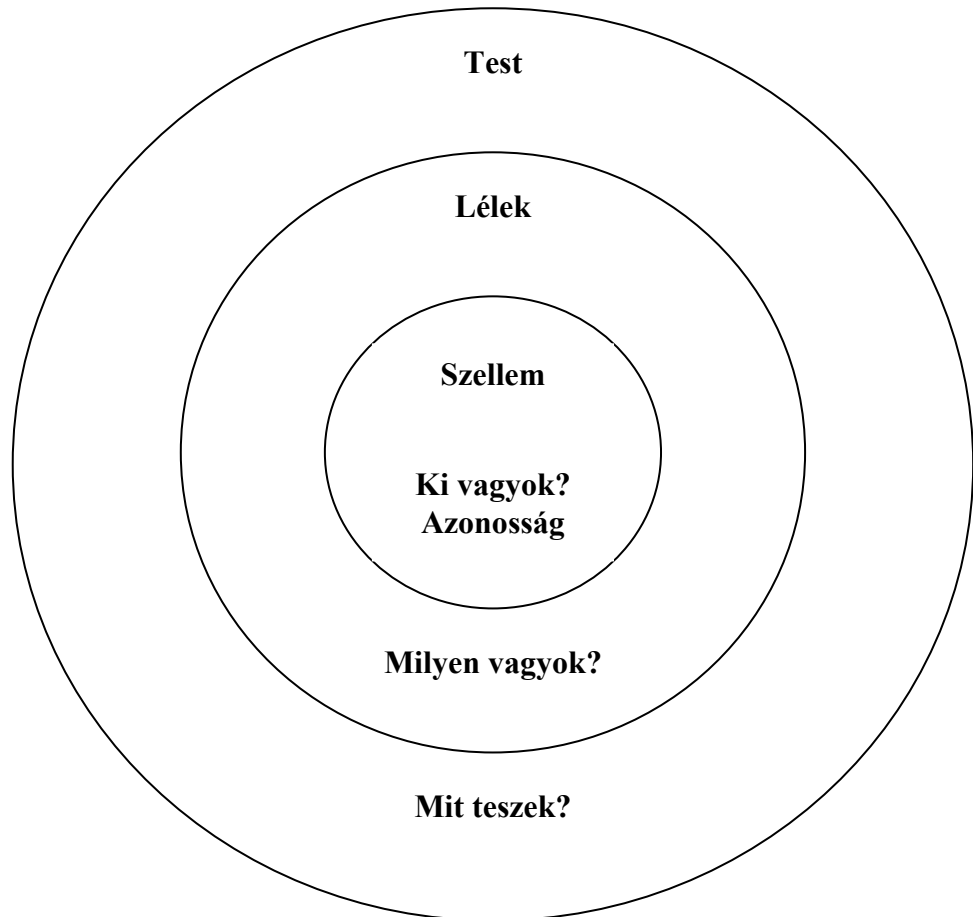 Test
Lélek
Szellem
Ki vagyok?
Azonosság
Milyen vagyok?
Mit teszek?